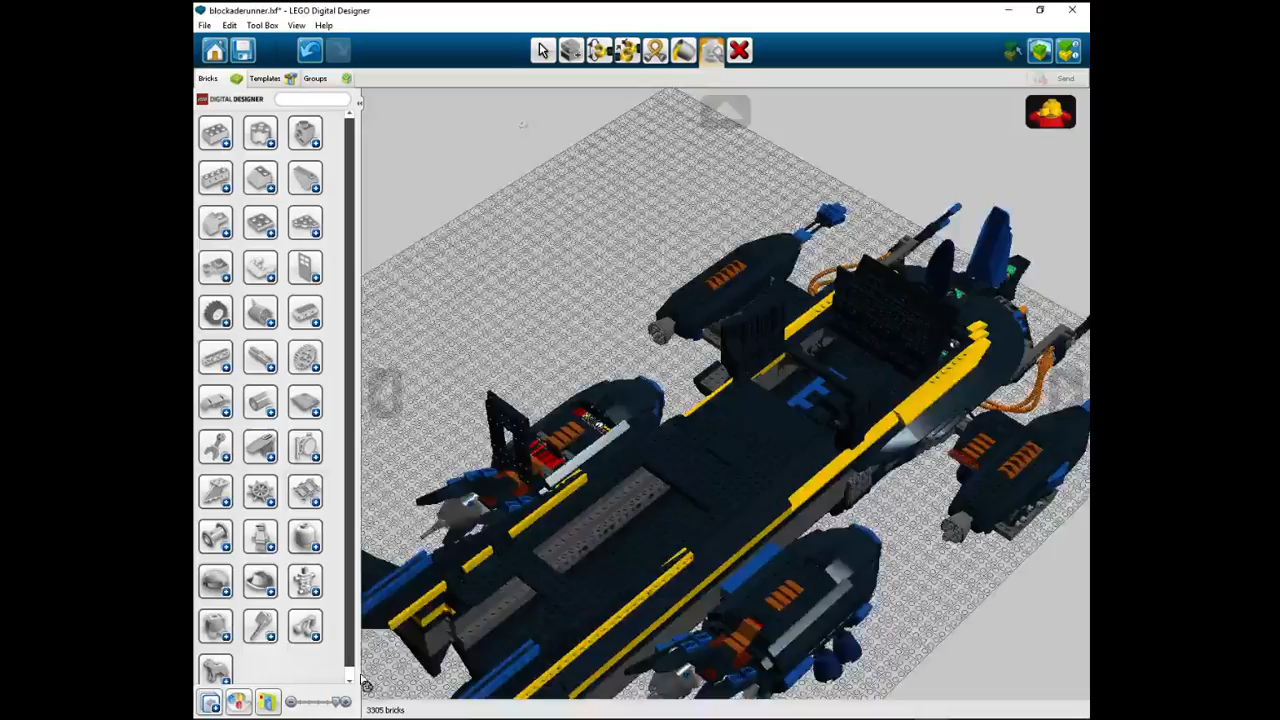 blockaderunner.lxf* - LEGO Digital Designer
File Edit Tool Box View Help
Bricks Templates Groups Send
DIGITAL DESIGNER
3305 bricks